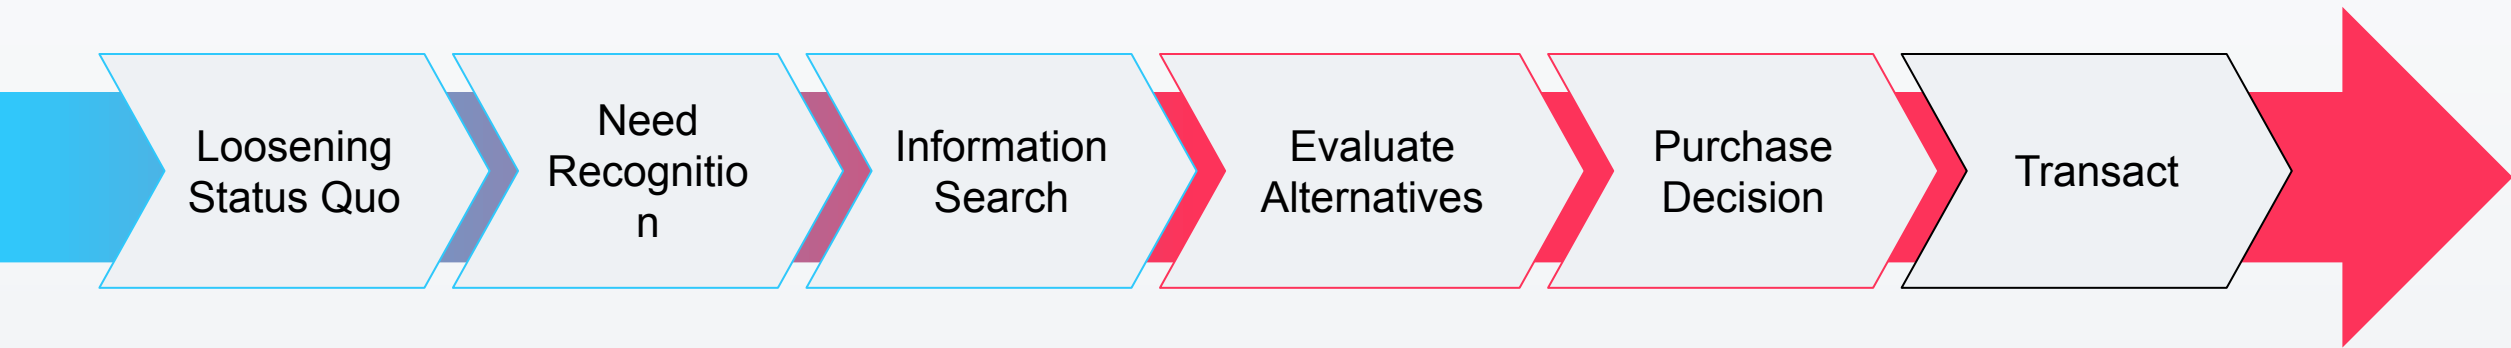 Loosening
Status Quo
Need
Recognitio
n
Information
Search
Evaluate
Alternatives
Purchase
Decision
Transact